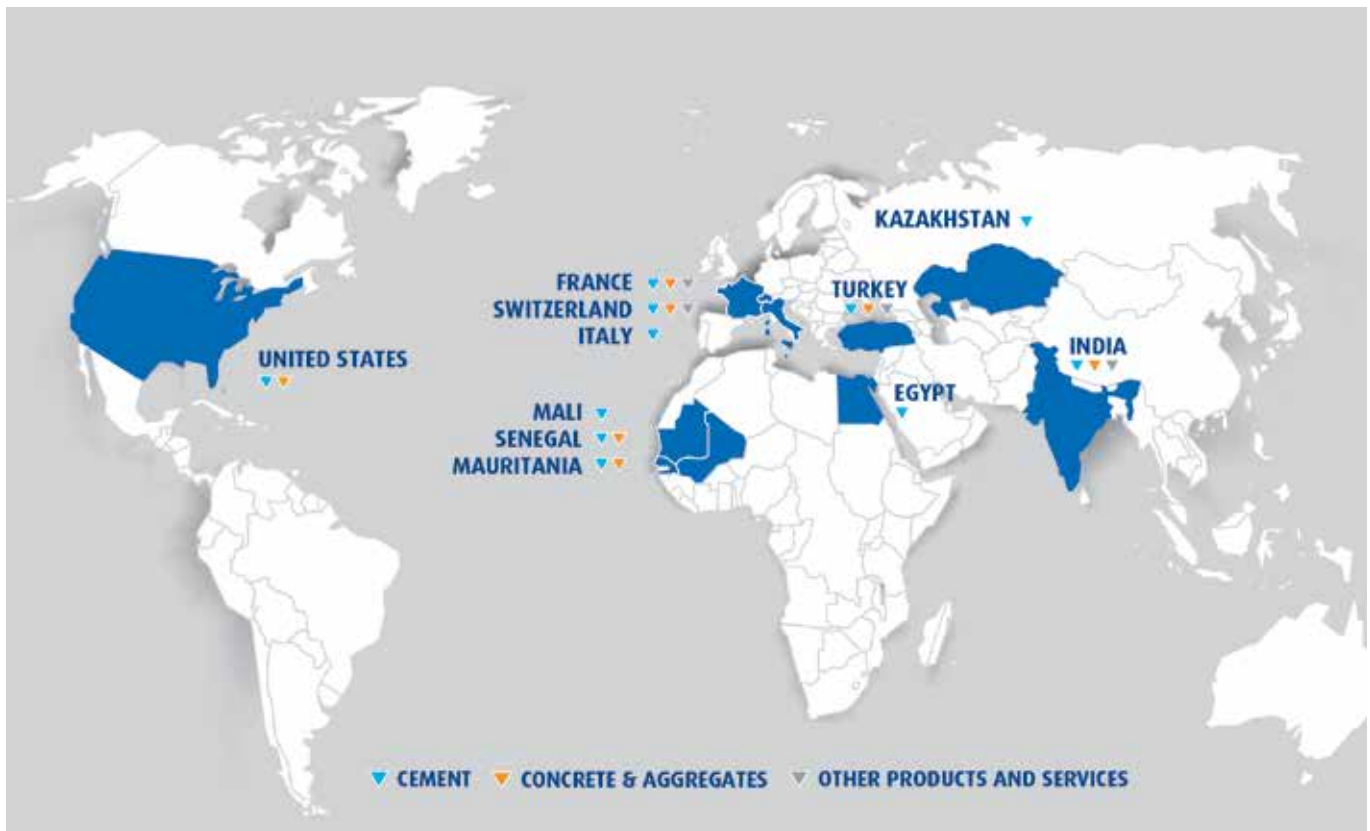 KAZAKHSTAN
FRANCE
TURKEY
SWITZERLAND
ITALY
INDIA
UNITED STATES
EGYPT
MALI
SENEGAL
MAURITANIA
CEMENT CONCRETE & AGGREGATES OTHER PRODUCTS AND SERVICES